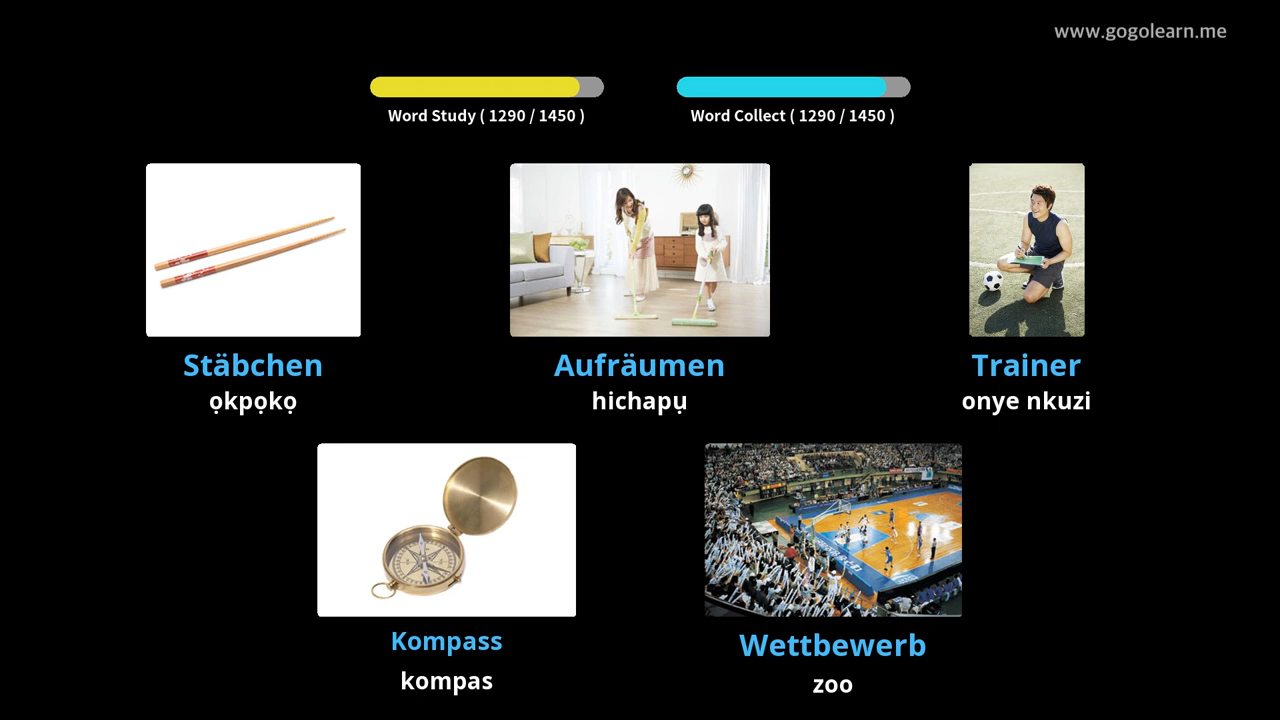 www.gogolearn.me
Word Study ( 1290 / 1450 )
Word Collect ( 1290 / 1450 )
Stäbchen
ọkpọkọ
Aufräumen
hichapụ
Trainer
onye nkuzi
Kompass
kompas
Wettbewerb
zoo